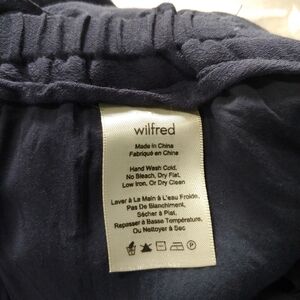 wilfred
Made in China
Fabriqué en China
Hand Wash Cold.
No Bleach, Dry Flat,
Low Iron, Or Dry Clean
Laver à La Main à L'eau Froide,
Pas De Blanchiment,
Sécher à Plat,
Repasser à Basse Température,
Ou Nettoyer à Sec
P